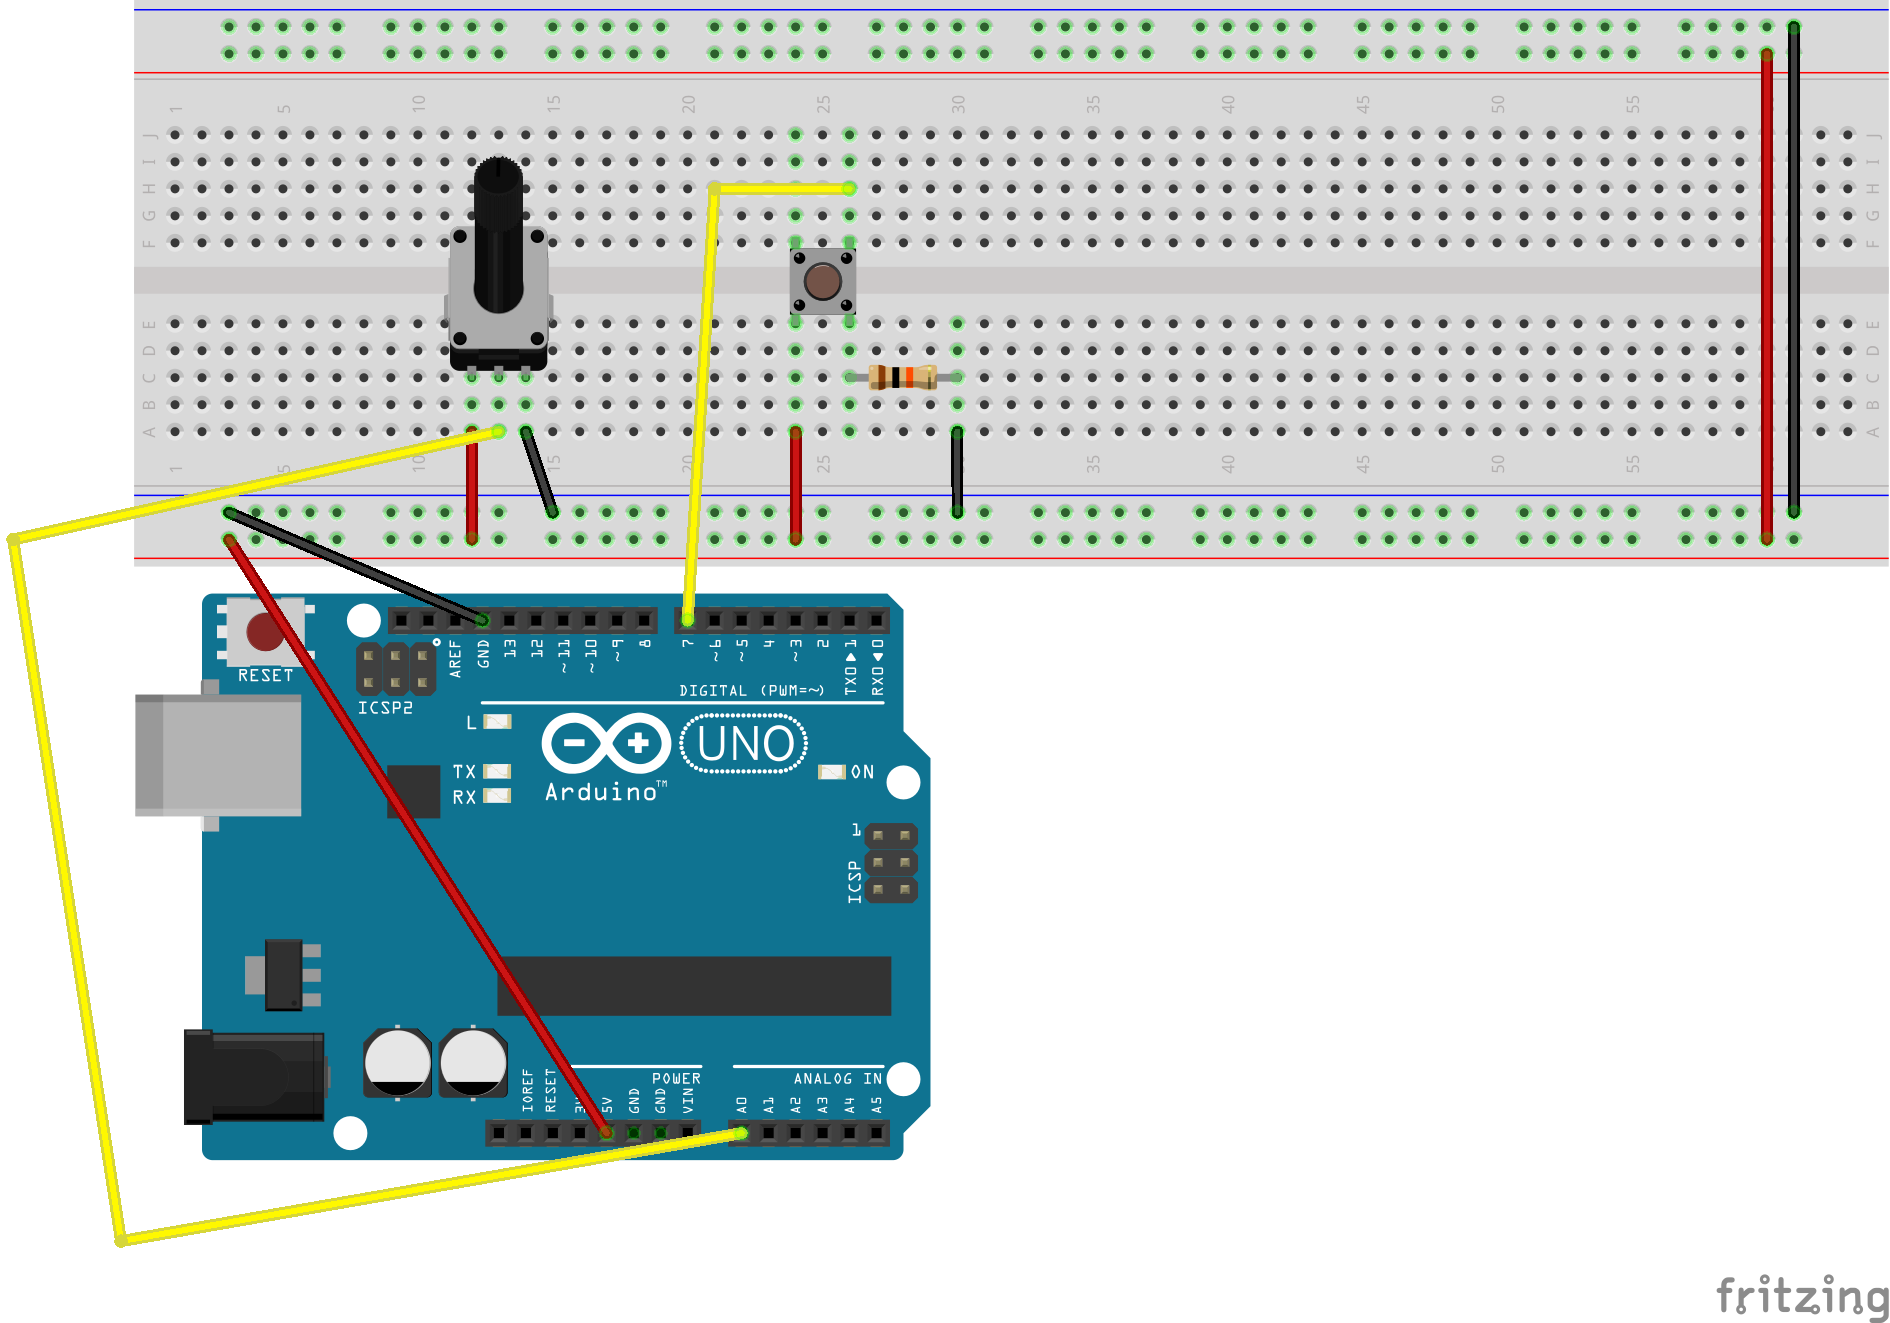 1 5 10 15 20 25 30 35 40 45 50 55
J J
I I
H H
G G
F F
E E
D D
C C
B B
A A
1 5 10 15 20 25 30 35 40 45 50 55
RESET
ICSP2
AREF GND 13 12 ~11 ~10 ~9 8 7 ~6 ~5 4 ~3 2 TX0▶1 RX0◀0
DIGITAL (PWM=~)
L
TX
RX
UNO
Arduino™
ON
1
ICSP
POWER
ANALOG IN
IOREF RESET 5V GND GND VIN A0 A1 A2 A3 A4 A5
fritzing